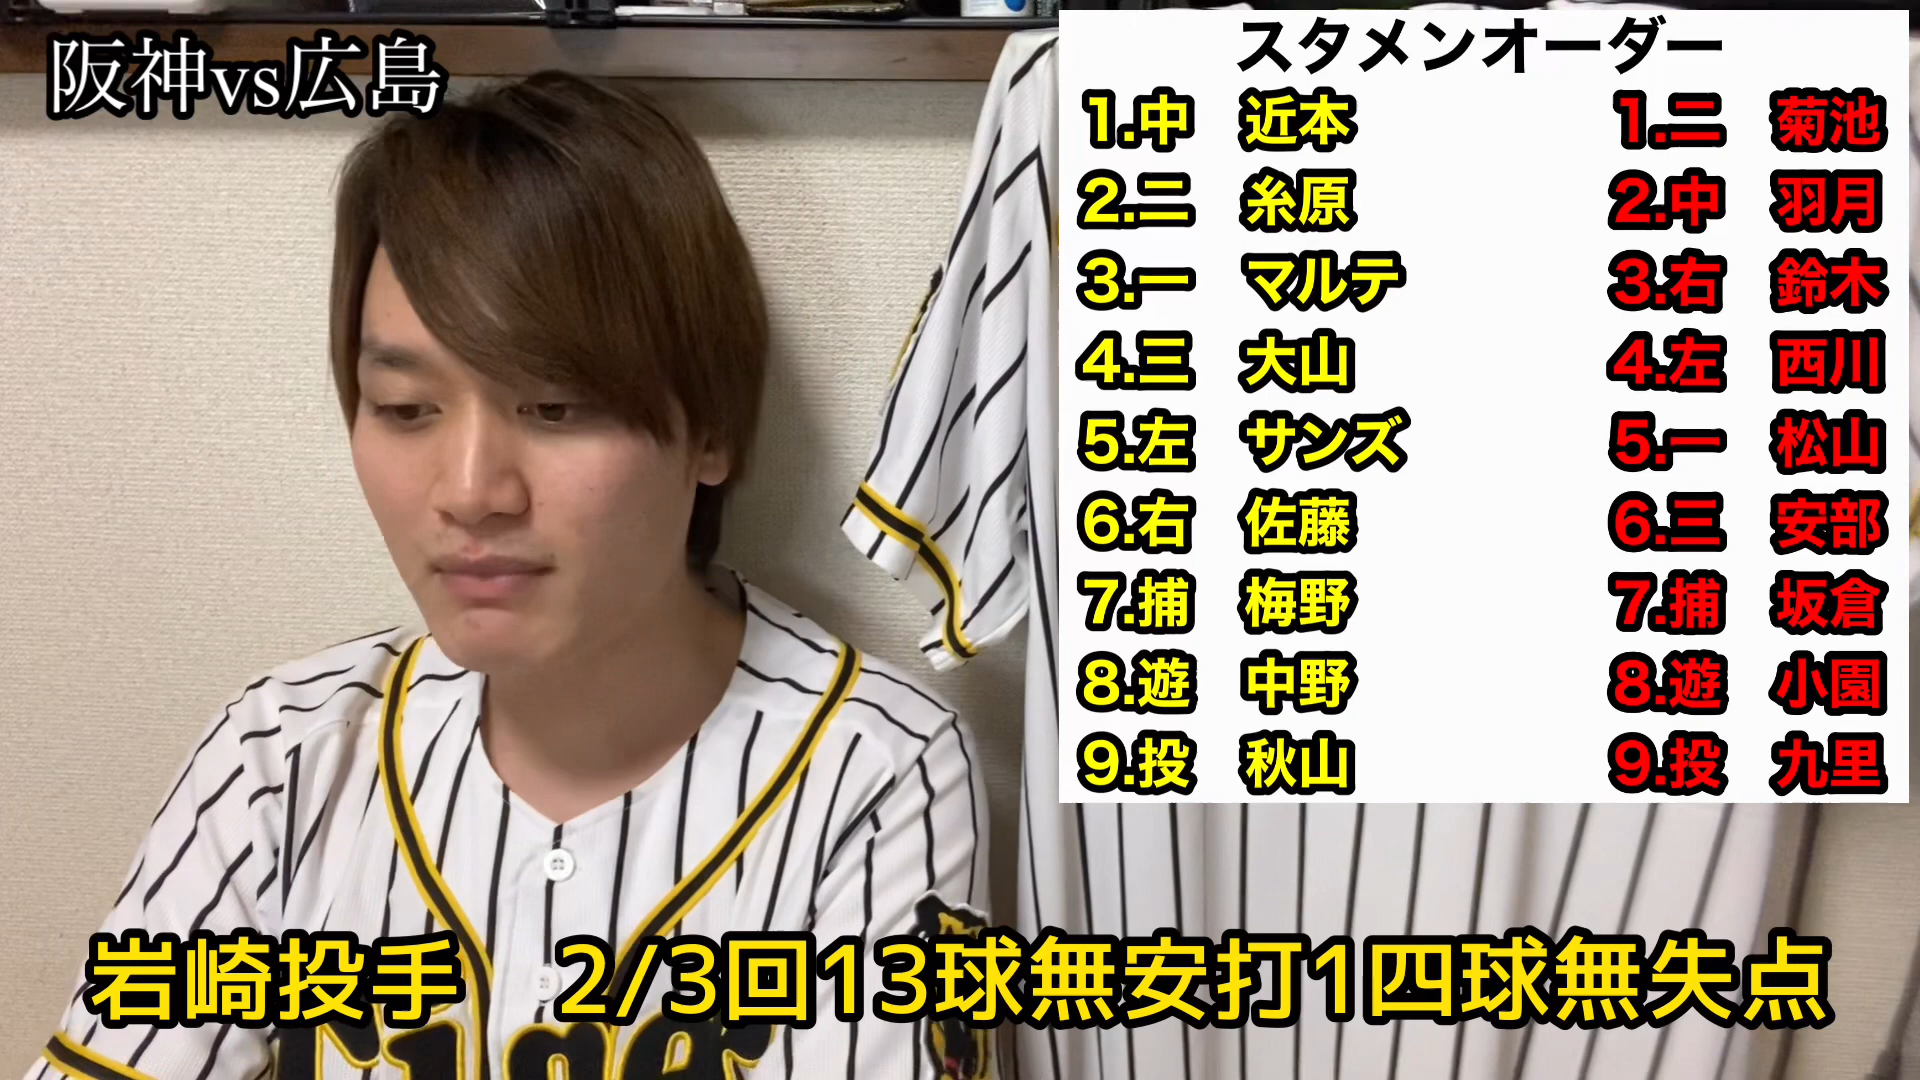 阪神vs広島
スタメンオーダー
1.中 近本 1.二 菊池
2.二 糸原 2.中 羽月
3.一 マルテ 3.右 鈴木
4.三 大山 4.左 西川
5.左 サンズ 5.一 松山
6.右 佐藤 6.三 安部
7.捕 梅野 7.捕 坂倉
8.遊 中野 8.遊 小園
9.投 秋山 9.投 九里
岩崎投手 2/3回13球無安打1四球無失点